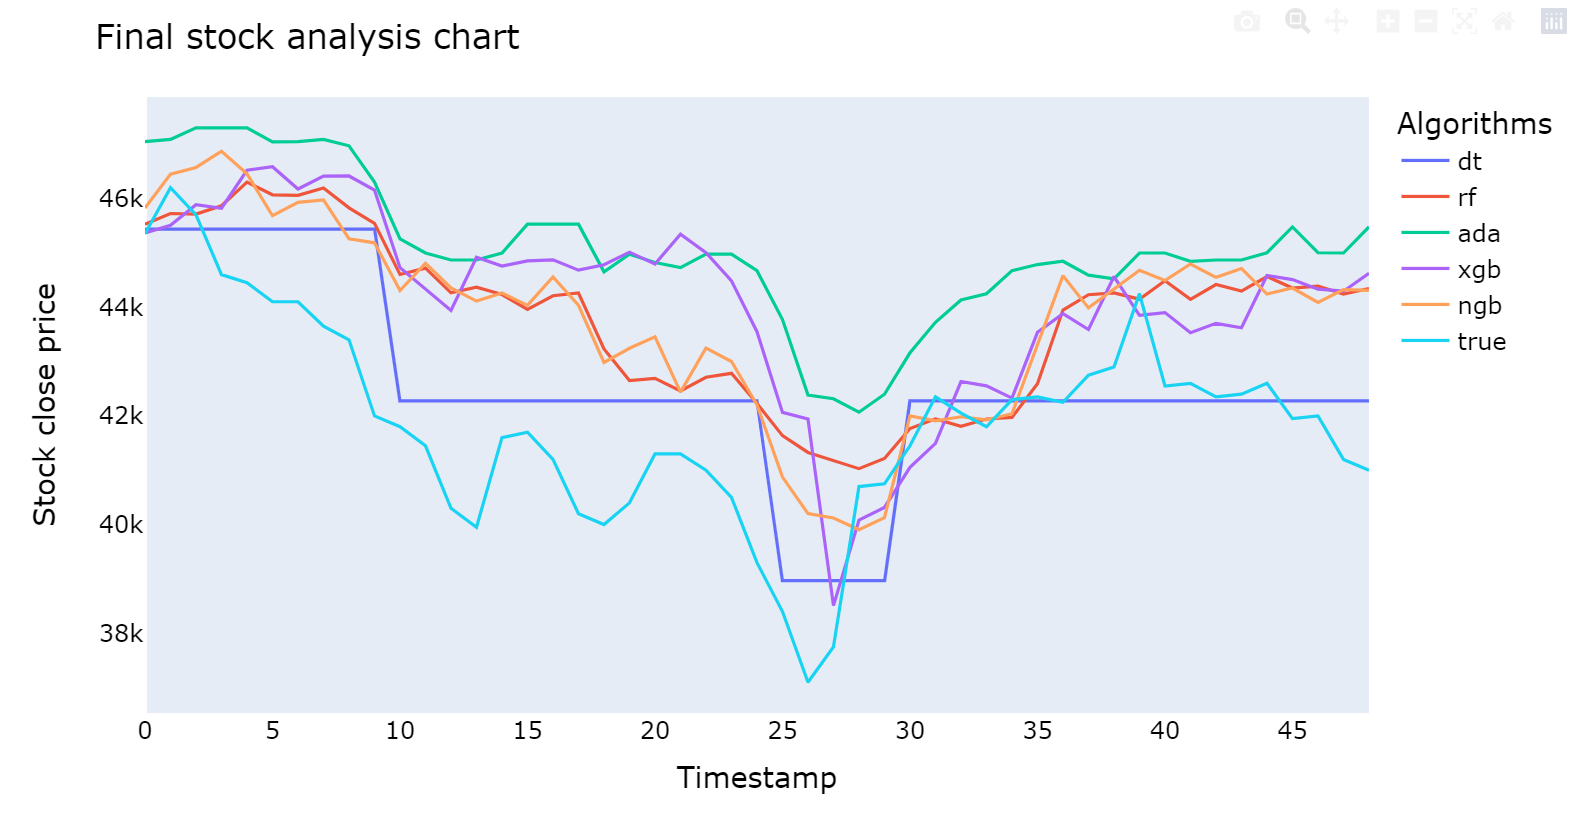 Final stock analysis chart
Algorithms
dt
rf
ada
xgb
ngb
true
Stock close price
46k
44k
42k
40k
38k
0 5 10 15 20 25 30 35 40 45
Timestamp